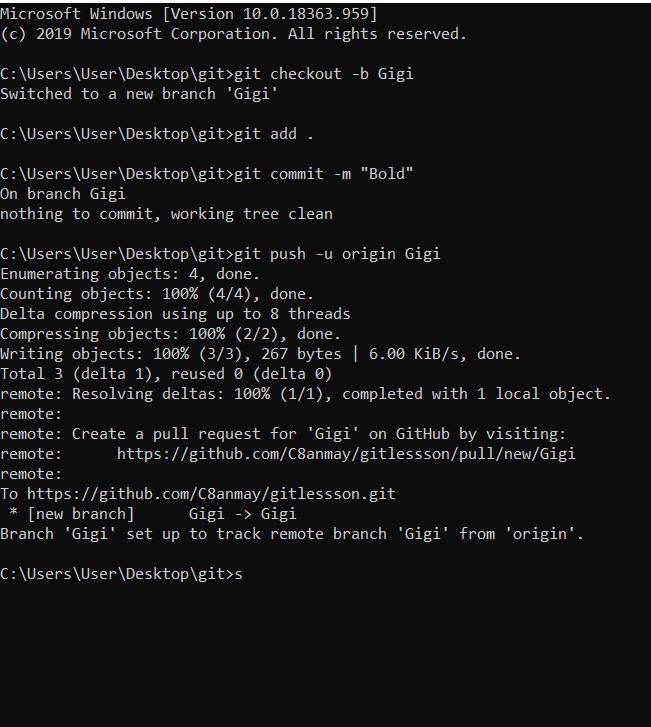 Microsoft Windows [Version 10.0.18363.959]
(c) 2019 Microsoft Corporation. All rights reserved.
C:\Users\User\Desktop\git>git checkout -b Gigi
Switched to a new branch 'Gigi'
C:\Users\User\Desktop\git>git add .
C:\Users\User\Desktop\git>git commit -m "Bold"
On branch Gigi
nothing to commit, working tree clean
C:\Users\User\Desktop\git>git push -u origin Gigi
Enumerating objects: 4, done.
Counting objects: 100% (4/4), done.
Delta compression using up to 8 threads
Compressing objects: 100% (2/2), done.
Writing objects: 100% (3/3), 267 bytes | 6.00 KiB/s, done.
Total 3 (delta 1), reused 0 (delta 0)
remote: Resolving deltas: 100% (1/1), completed with 1 local object.
remote:
remote: Create a pull request for 'Gigi' on GitHub by visiting:
remote:      https://github.com/C8anmay/gitlessson/pull/new/Gigi
remote:
To https://github.com/C8anmay/gitlessson.git
 * [new branch]      Gigi -> Gigi
Branch 'Gigi' set up to track remote branch 'Gigi' from 'origin'.
C:\Users\User\Desktop\git>s